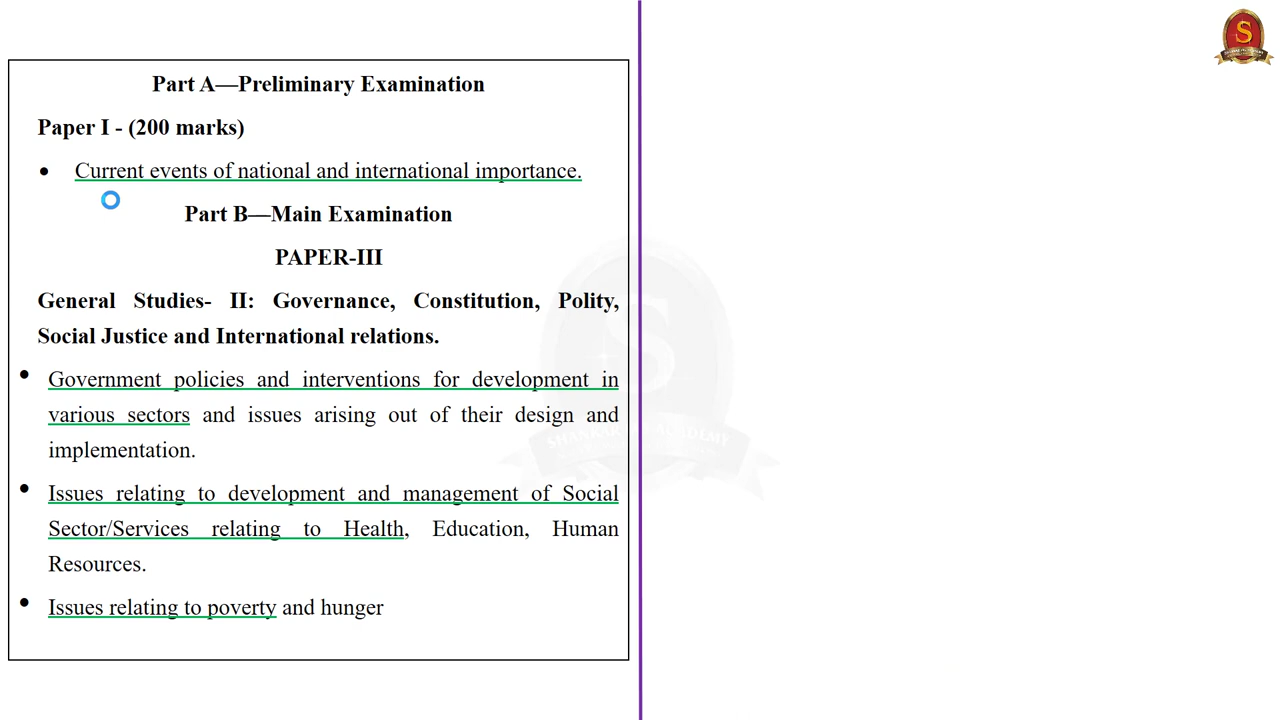 Part A—Preliminary Examination
Paper I - (200 marks)
• Current events of national and international importance.
Part B—Main Examination
PAPER-III
General Studies- II: Governance, Constitution, Polity,
Social Justice and International relations.
• Government policies and interventions for development in
various sectors and issues arising out of their design and
implementation.
• Issues relating to development and management of Social
Sector/Services relating to Health, Education, Human
Resources.
• Issues relating to poverty and hunger
S